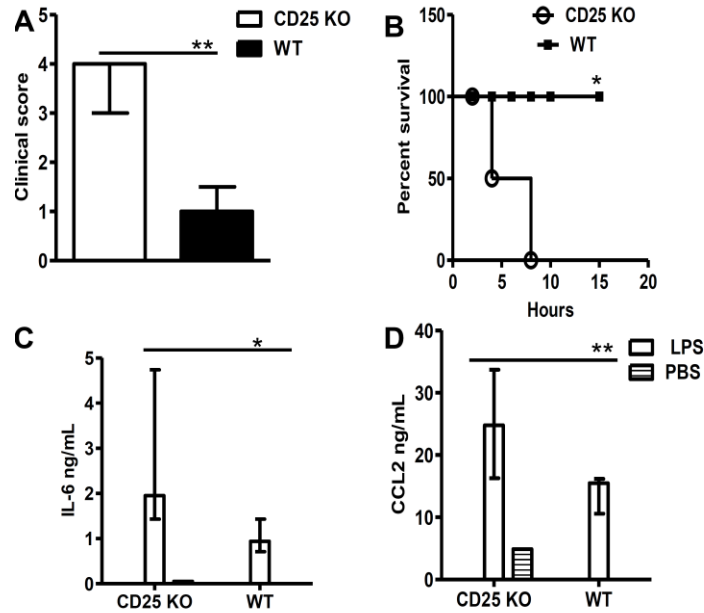 A
CD25 KO
WT
Clinical score
5
4
3
2
1
0
**
B
CD25 KO
WT
Percent survival
150
100
50
0
*
0 5 10 15 20
Hours
C
IL-6 ng/mL
5
4
3
2
1
0
*
CD25 KO WT
D
LPS
PBS
CCL2 ng/mL
40
30
20
10
0
**
CD25 KO WT